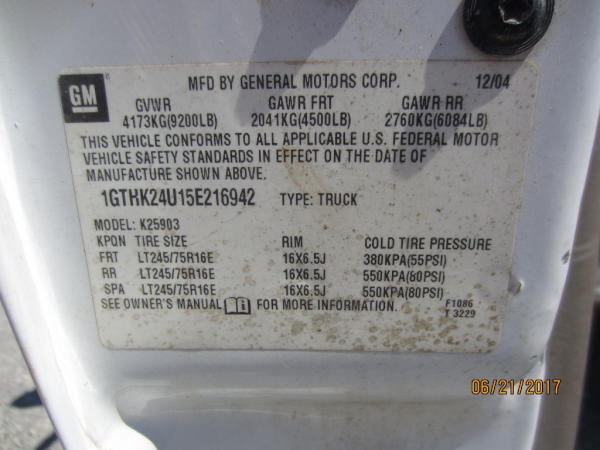 GM
MFD BY GENERAL MOTORS CORP. 12/04
GVWR GAWR FRT GAWR RR
4173KG(9200LB) 2041KG(4500LB) 2760KG(6084LB)
THIS VEHICLE CONFORMS TO ALL APPLICABLE U.S. FEDERAL MOTOR
VEHICLE SAFETY STANDARDS IN EFFECT ON THE DATE OF
MANUFACTURE SHOWN ABOVE.
1GTHK24U15E216942 TYPE: TRUCK
MODEL: K25903
KPQN TIRE SIZE RIM COLD TIRE PRESSURE
FRT LT245/75R16E 16X6.5J 380KPA(55PSI)
RR LT245/75R16E 16X6.5J 550KPA(80PSI)
SPA LT245/75R16E 16X6.5J 550KPA(80PSI)
SEE OWNER'S MANUAL FOR MORE INFORMATION.
F1086
T 3229
06/21/2017